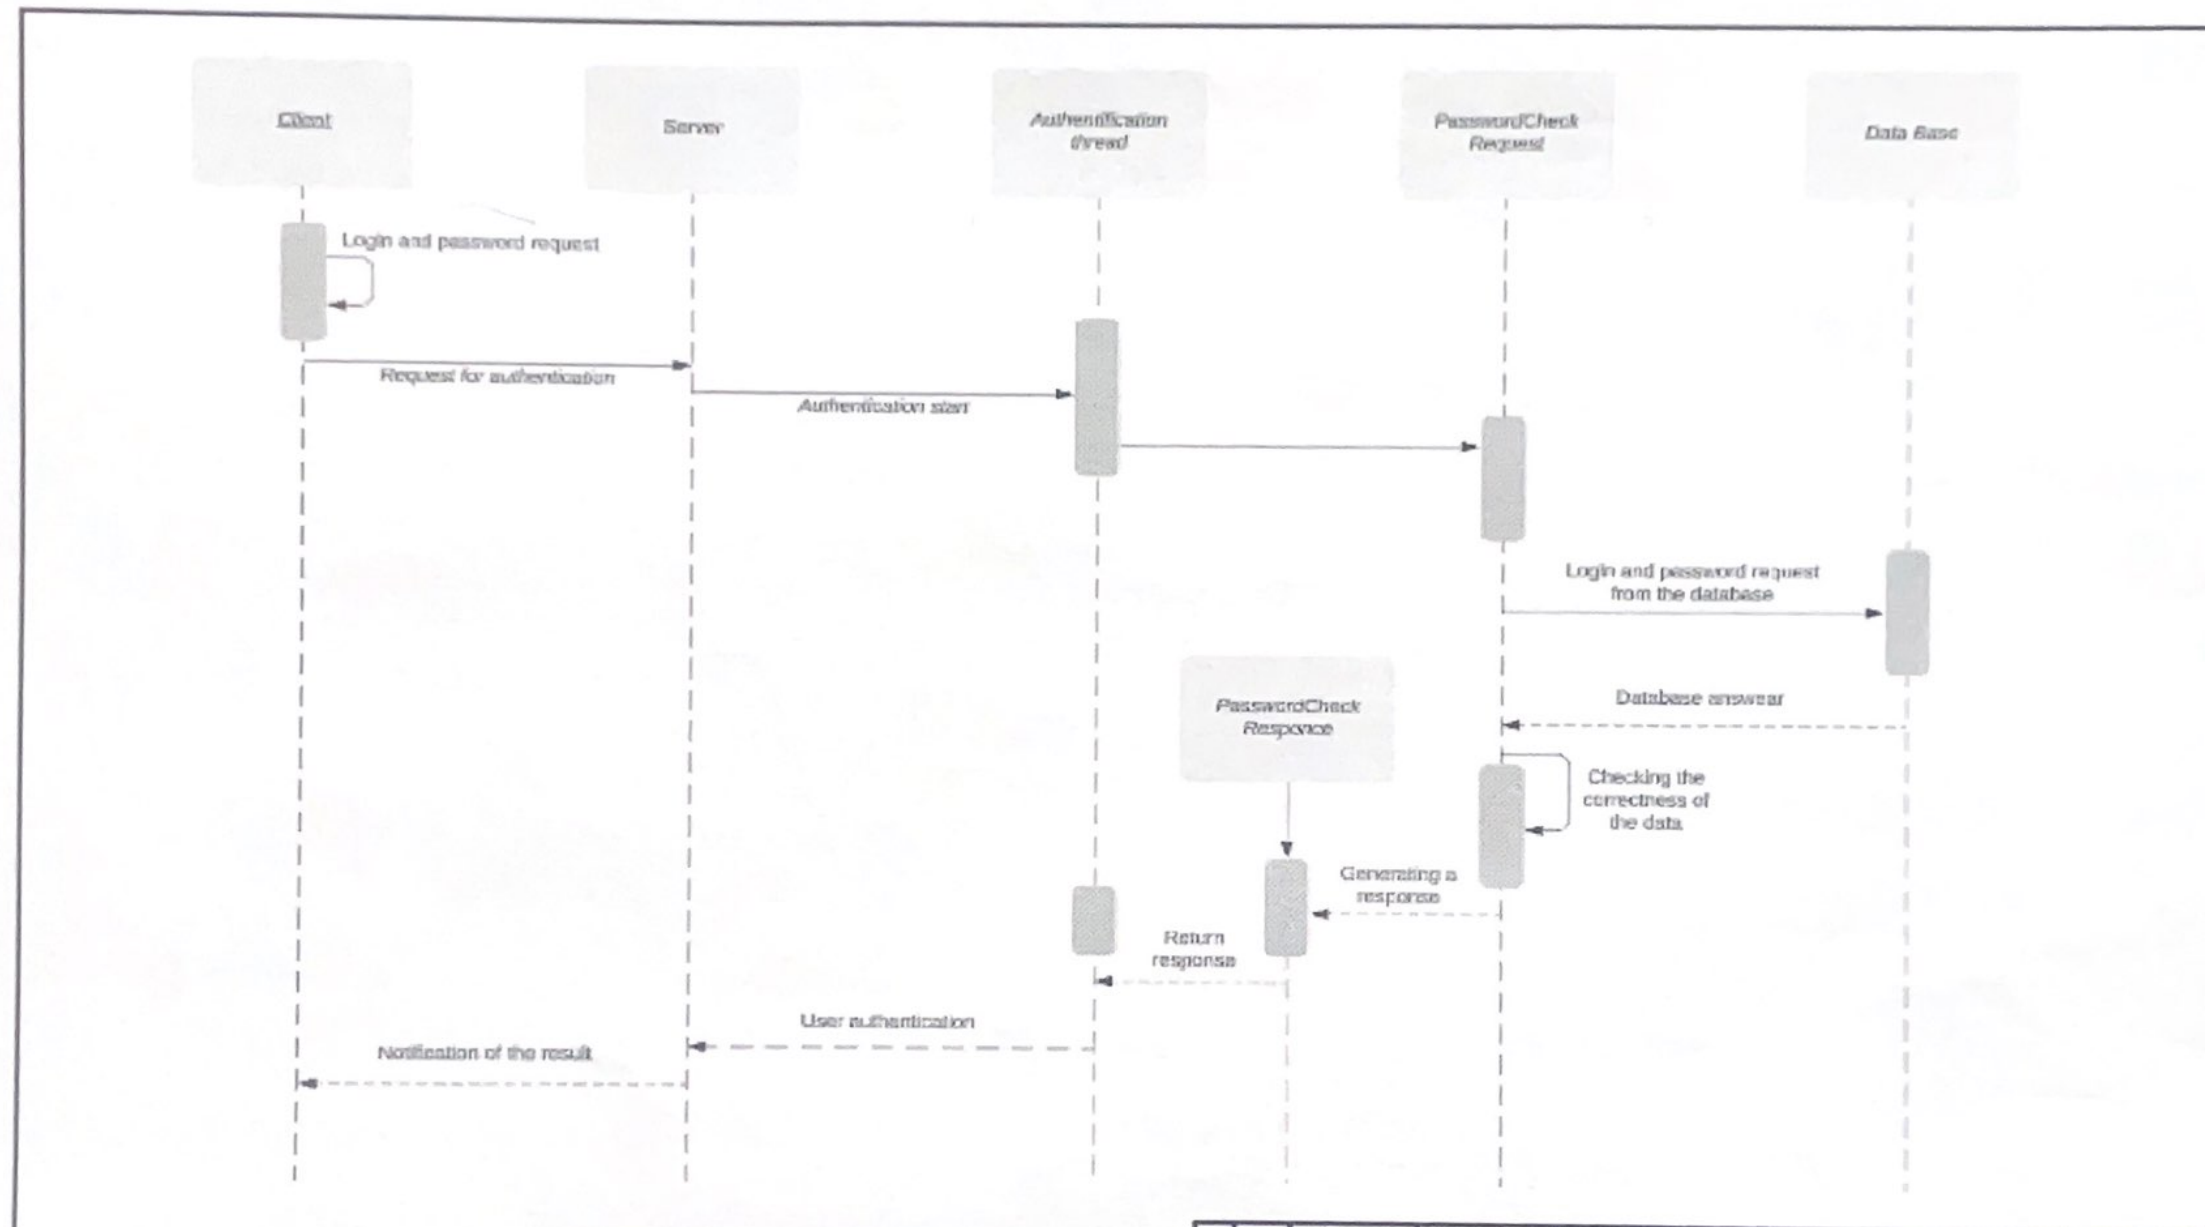 Client
Server
Authentification
thread
PasswordCheck
Request
Data Base
Login and password request
Request for authentication
Authentication start
Login and password request
from the database
Database answear
PasswordCheck
Responce
Checking the
correctness of
the data
Generating a
response
Return
response
User authentication
Notification of the result